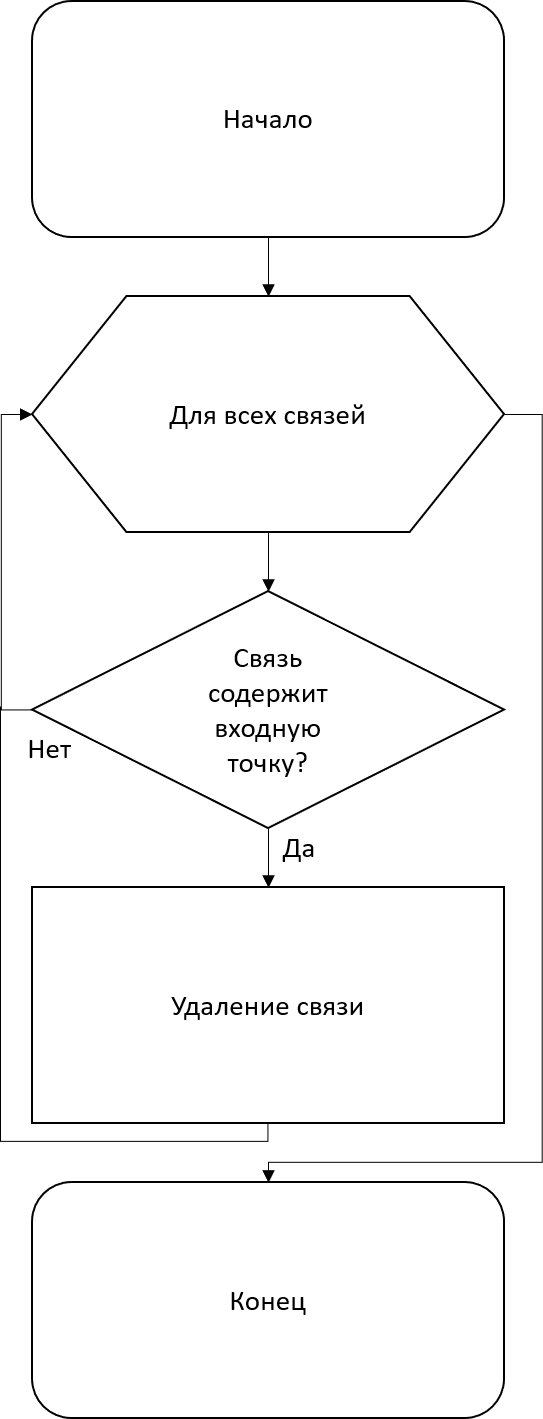 Начало
Для всех связей
Связь
содержит
входную
точку?
Нет
Да
Удаление связи
Конец